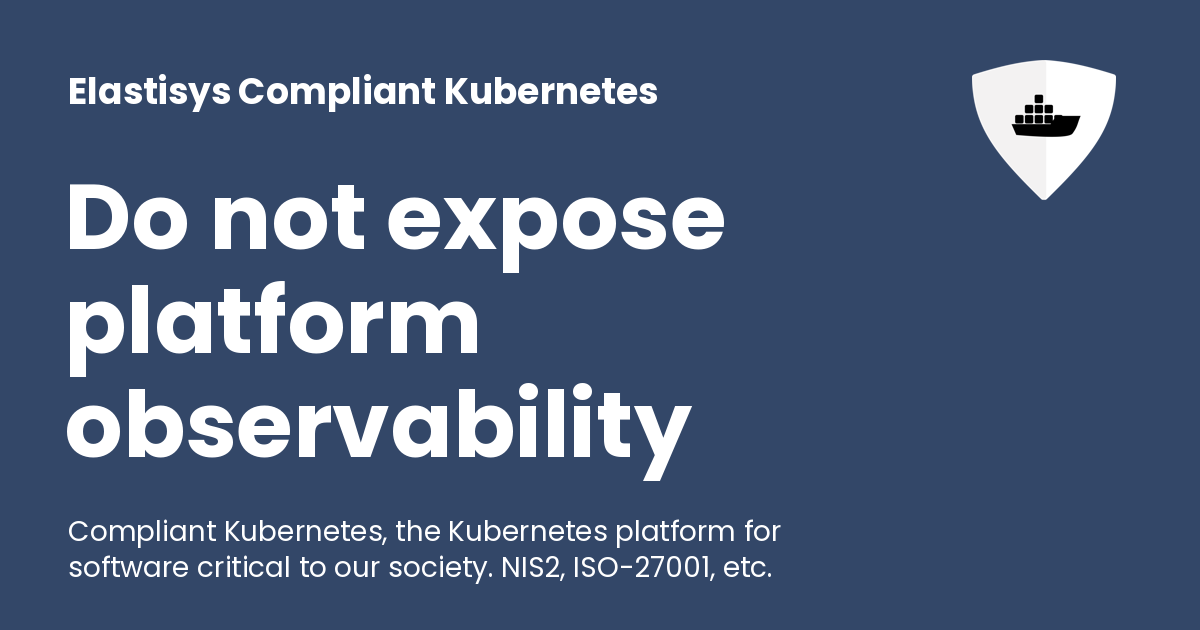 Elastisys Compliant Kubernetes
Do not expose
platform
observability
Compliant Kubernetes, the Kubernetes platform for
software critical to our society. NIS2, ISO-27001, etc.